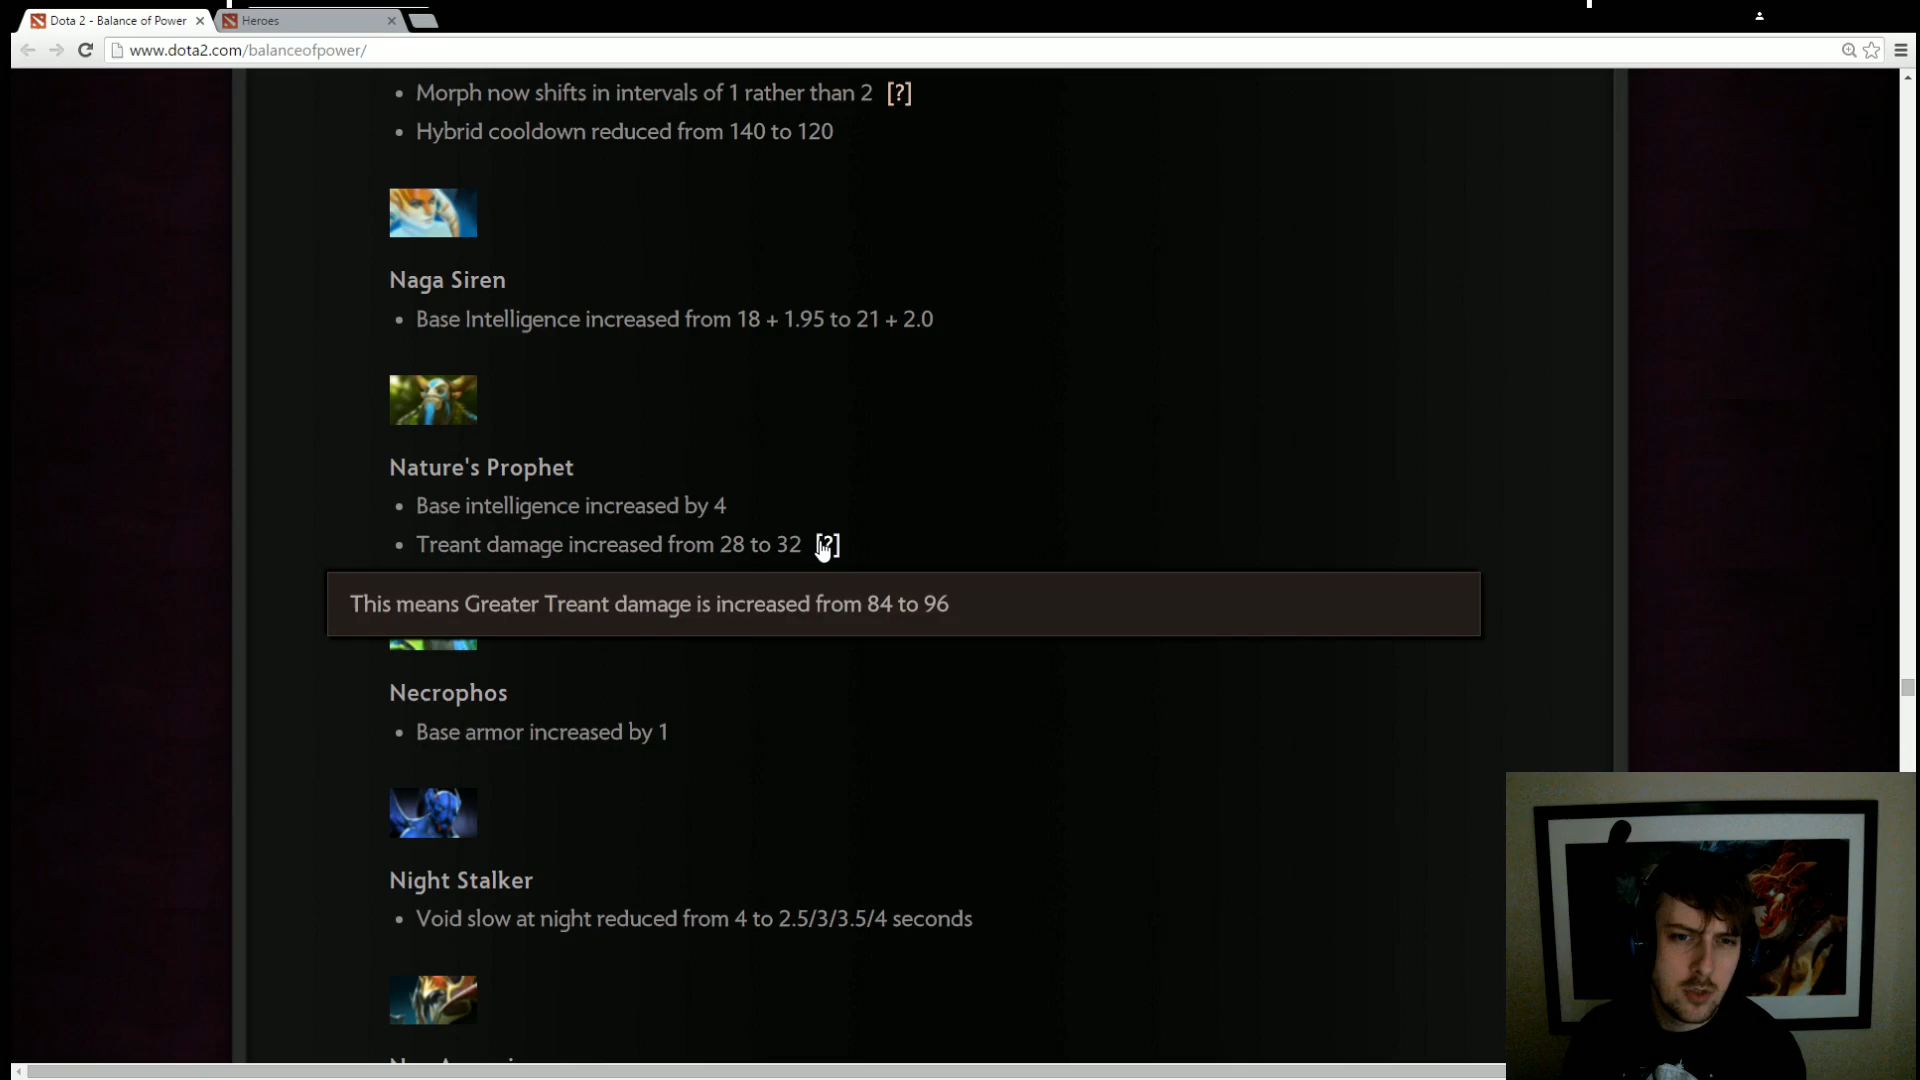 Dota 2 - Balance of Power
Heroes
www.dota2.com/balanceofpower/
• Morph now shifts in intervals of 1 rather than 2 [?]
• Hybrid cooldown reduced from 140 to 120
Naga Siren
• Base Intelligence increased from 18 + 1.95 to 21 + 2.0
Nature's Prophet
• Base intelligence increased by 4
• Treant damage increased from 28 to 32 [?]
This means Greater Treant damage is increased from 84 to 96
Necrophos
• Base armor increased by 1
Night Stalker
• Void slow at night reduced from 4 to 2.5/3/3.5/4 seconds